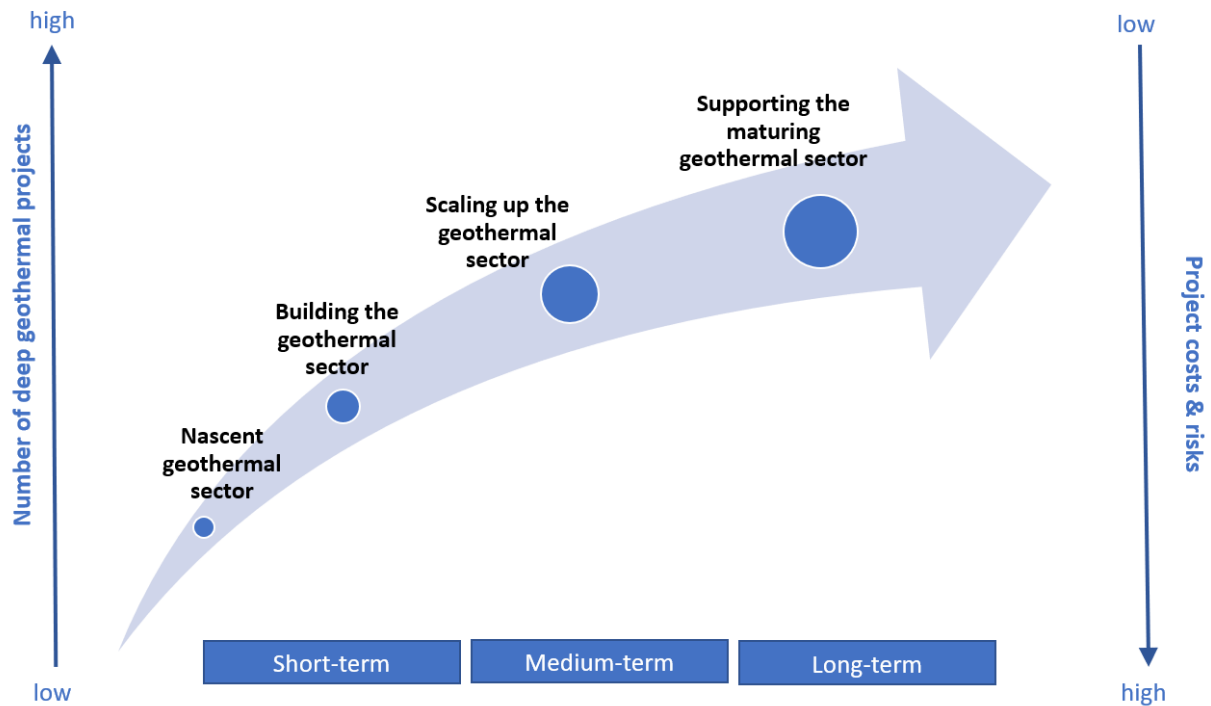 high
low
Number of deep geothermal projects
Supporting the
maturing
geothermal sector
Scaling up the
geothermal
sector
Building the
geothermal
sector
Nascent
geothermal
sector
Project costs & risks
Short-term
Medium-term
Long-term
low
high